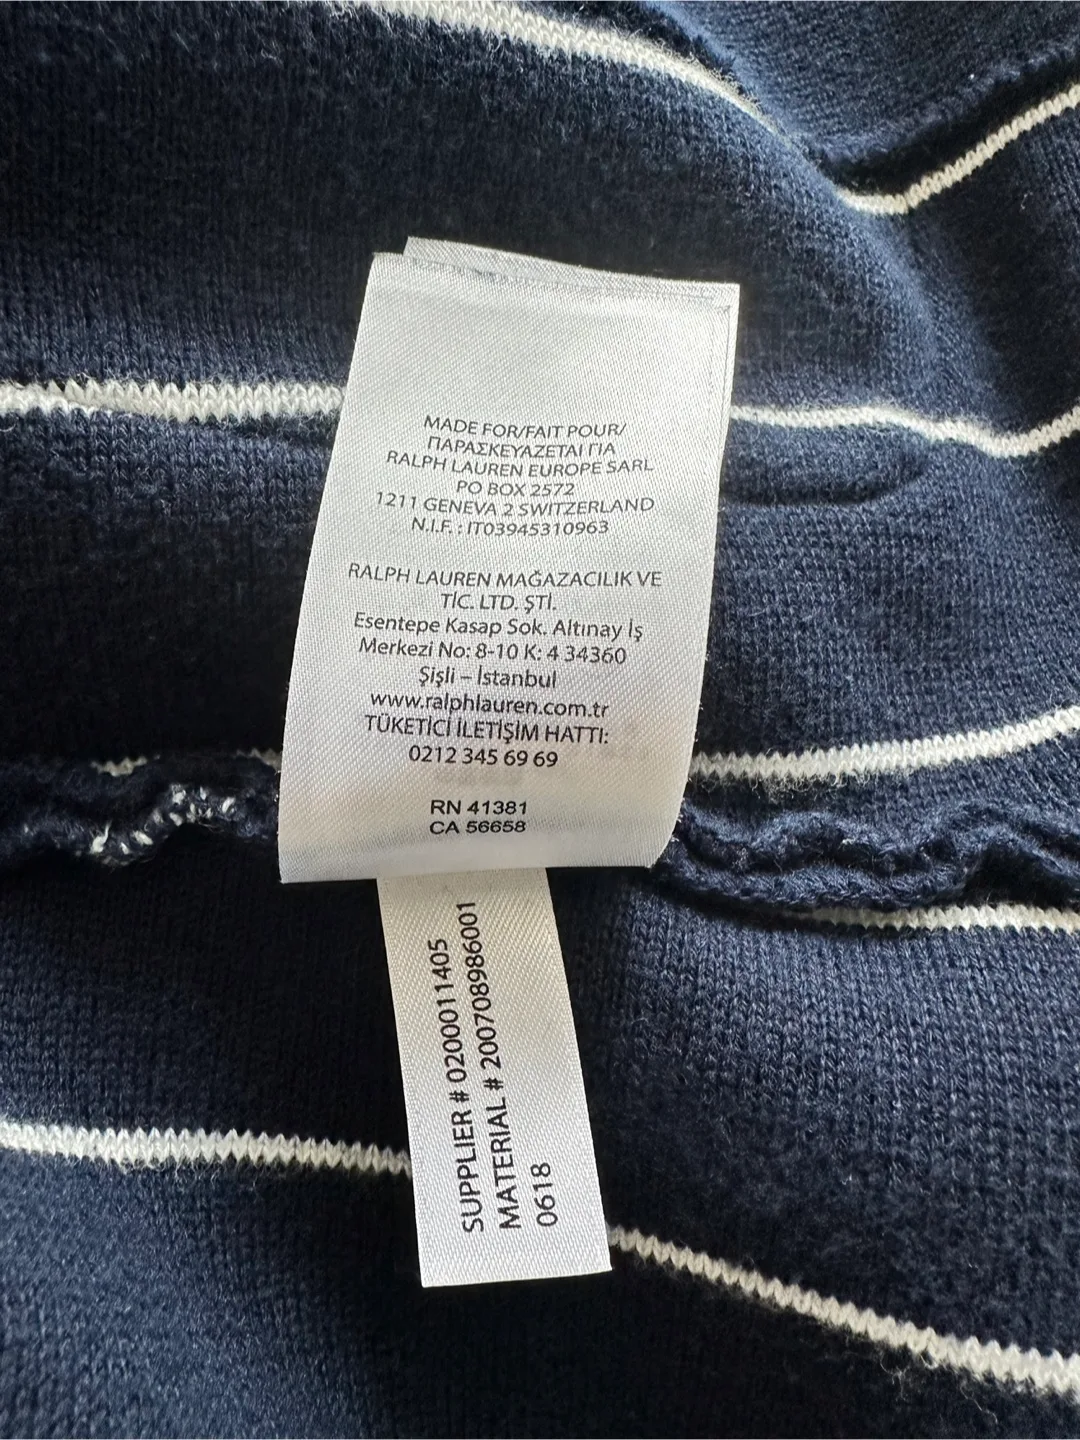 MADE FOR/FAIT POUR/
ΠΑΡΑΣΚΕΥΑΖΕΤΑΙ ΓΙΑ
RALPH LAUREN EUROPE SARL
PO BOX 2572
1211 GENEVA 2 SWITZERLAND
N.I.F. : IT03945310963
RALPH LAUREN MAĞAZACILIK VE
TİC. LTD. ŞTİ.
Esentepe Kasap Sok. Altınay İş
Merkezi No: 8-10 K: 4 34360
Şişli – İstanbul
www.ralphlauren.com.tr
TÜKETİCİ İLETİŞİM HATTI:
0212 345 69 69
RN 41381
CA 56658
SUPPLIER # 0200011405
MATERIAL # 200708986001
0618